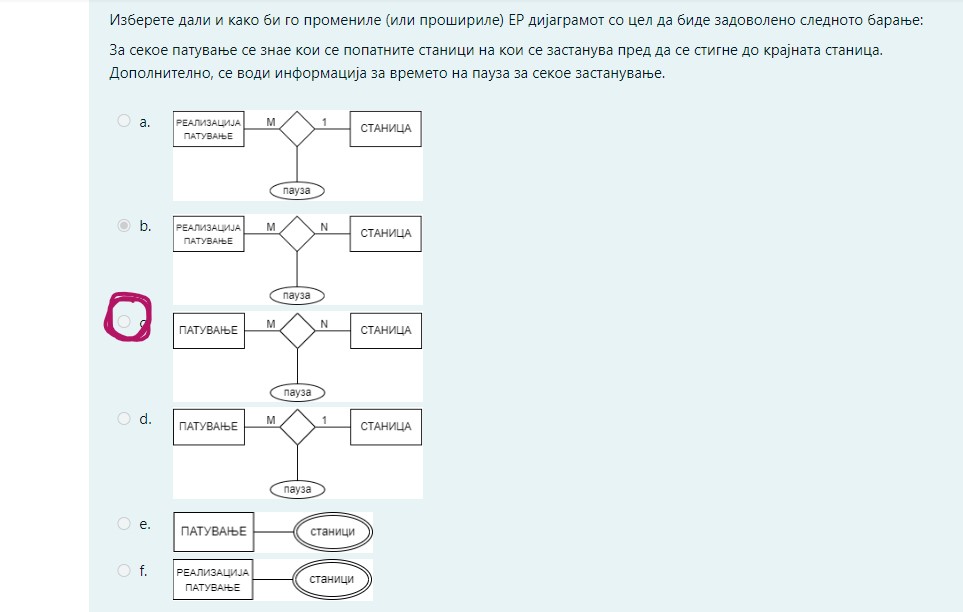 Изберете дали и како би го промениле (или прошириле) ЕР дијаграмот со цел да биде задоволено следното барање:
За секое патување се знае кои се попатните станици на кои се застанува пред да се стигне до крајната станица.
Дополнително, се води информација за времето на пауза за секое застанување.
a.
РЕАЛИЗАЦИЈА
ПАТУВАЊЕ
M
1
СТАНИЦА
пауза
b.
РЕАЛИЗАЦИЈА
ПАТУВАЊЕ
M
N
СТАНИЦА
пауза
ПАТУВАЊЕ
M
N
СТАНИЦА
пауза
d.
ПАТУВАЊЕ
M
1
СТАНИЦА
пауза
e.
ПАТУВАЊЕ
станици
f.
РЕАЛИЗАЦИЈА
ПАТУВАЊЕ
станици